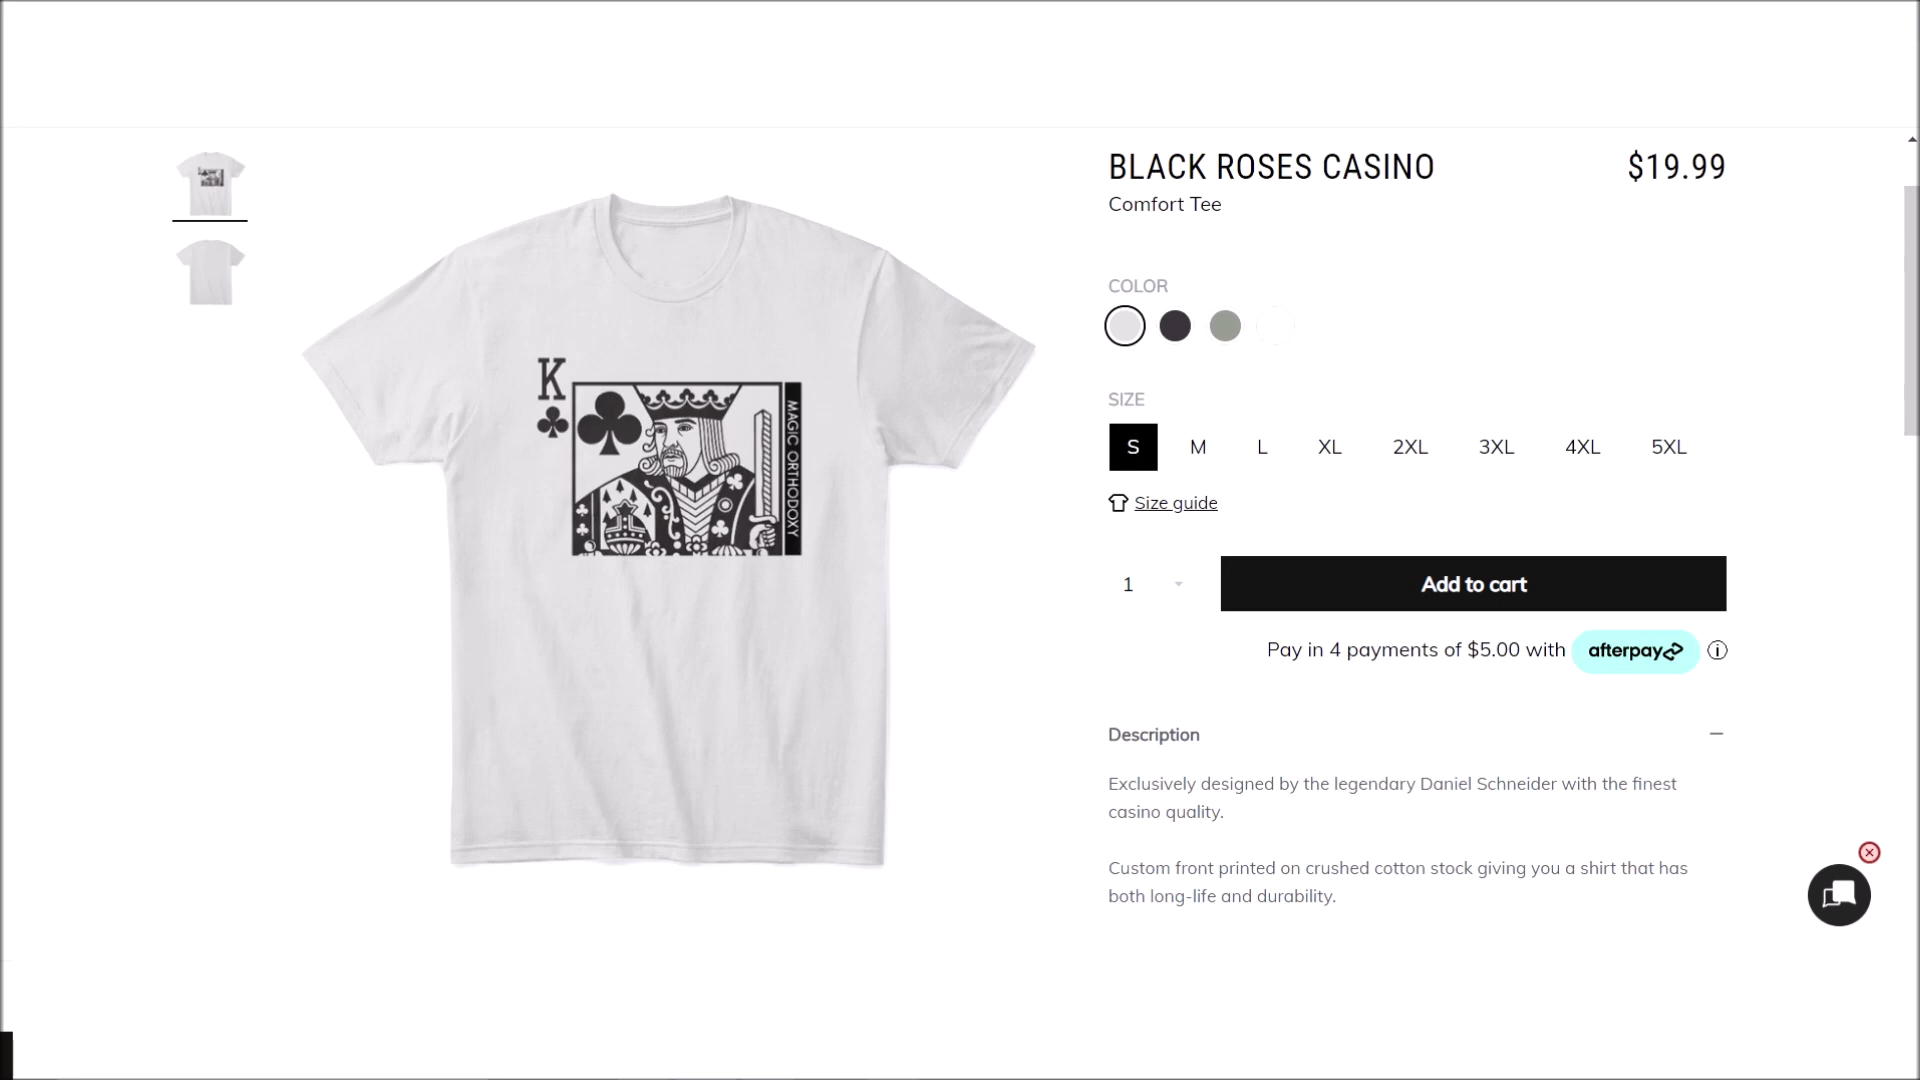 BLACK ROSES CASINO
$19.99
Comfort Tee
COLOR
SIZE
S M L XL 2XL 3XL 4XL 5XL
Size guide
1
Add to cart
Pay in 4 payments of $5.00 with afterpay
Description
Exclusively designed by the legendary Daniel Schneider with the finest
casino quality.
Custom front printed on crushed cotton stock giving you a shirt that has
both long-life and durability.
K
MAGIC ORTHODOXY